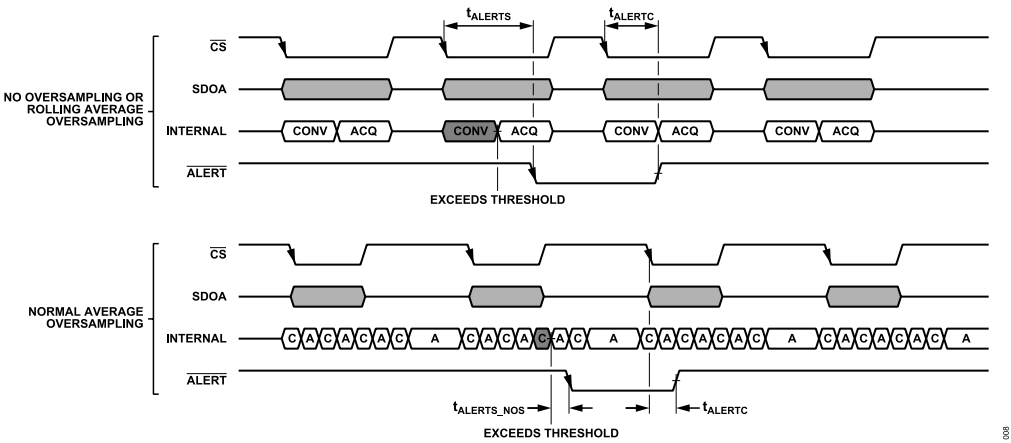 tALERTS
tALERTC
CS
SDOA
NO OVERSAMPLING OR
ROLLING AVERAGE
OVERSAMPLING
INTERNAL
CONV ACQ CONV ACQ CONV ACQ CONV ACQ
ALERT
EXCEEDS THRESHOLD
CS
SDOA
NORMAL AVERAGE
OVERSAMPLING
INTERNAL
C A C A C A C A C A C A C A C A C A C A C A C A C A C A C A C A
ALERT
tALERTS_NOS
tALERTC
EXCEEDS THRESHOLD
008